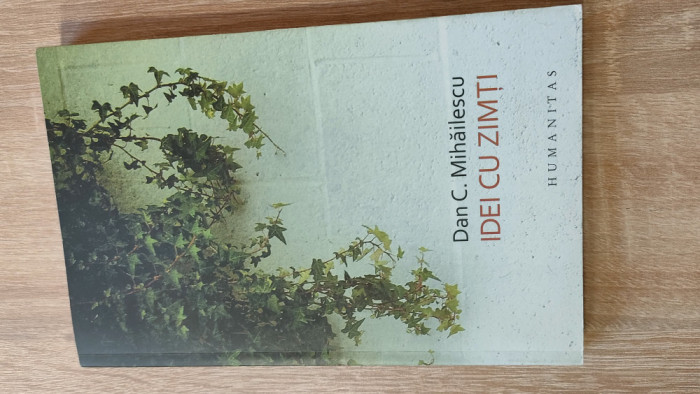 Dan C. Mihăilescu
IDEI CU ZIMȚI
HUMANITAS